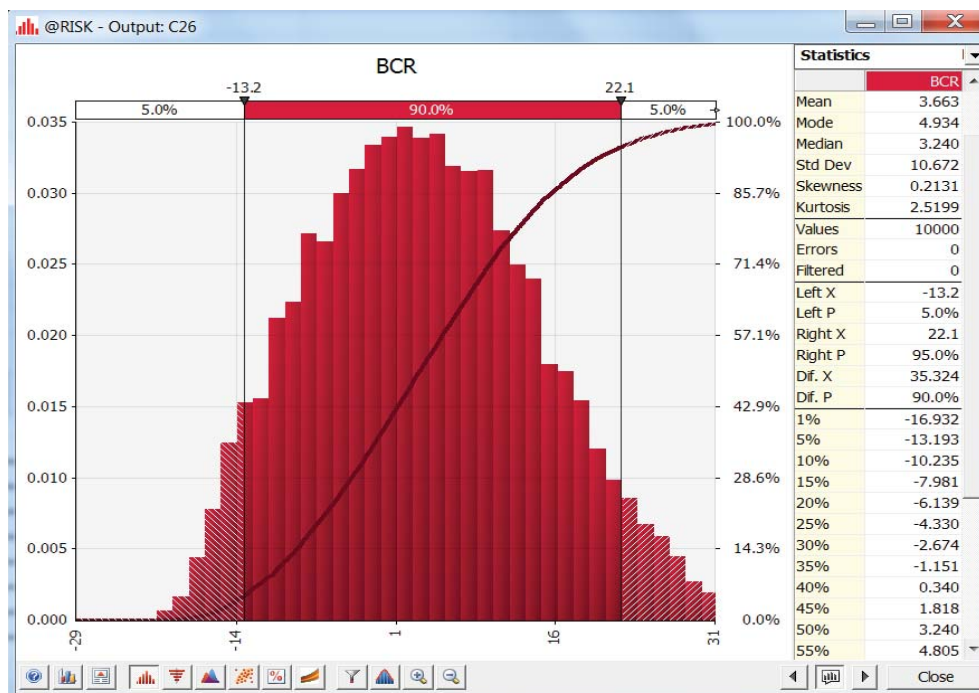 @RISK - Output: C26
BCR
-13.2 22.1
5.0% 90.0% 5.0%
0.035 100.0%
0.030 85.7%
0.025 71.4%
0.020 57.1%
0.015 42.9%
0.010 28.6%
0.005 14.3%
0.000 0.0%
-29 -14 1 16 31
Statistics
BCR
Mean 3.663
Mode 4.934
Median 3.240
Std Dev 10.672
Skewness 0.2131
Kurtosis 2.5199
Values 10000
Errors 0
Filtered 0
Left X -13.2
Left P 5.0%
Right X 22.1
Right P 95.0%
Dif. X 35.324
Dif. P 90.0%
1% -16.932
5% -13.193
10% -10.235
15% -7.981
20% -6.139
25% -4.330
30% -2.674
35% -1.151
40% 0.340
45% 1.818
50% 3.240
55% 4.805
Close